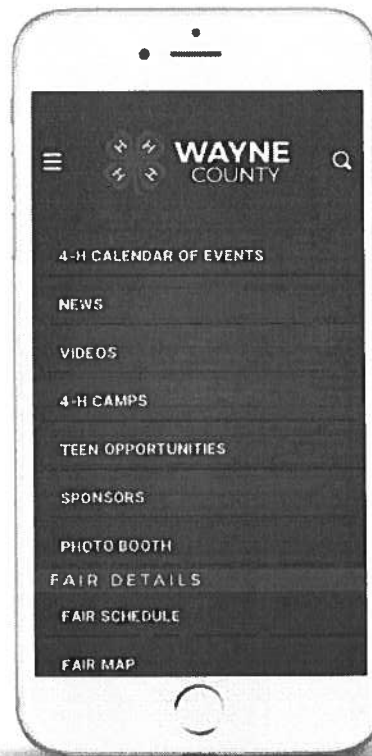 H H WAYNE
H H COUNTY
4-H CALENDAR OF EVENTS
NEWS
VIDEOS
4-H CAMPS
TEEN OPPORTUNITIES
SPONSORS
PHOTO BOOTH
FAIR DETAILS
FAIR SCHEDULE
FAIR MAP